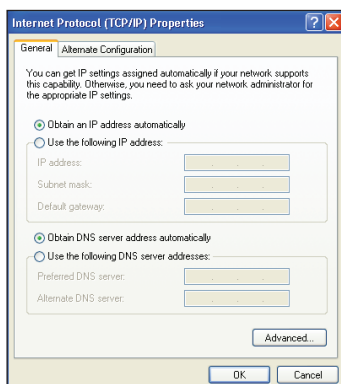 Internet Protocol (TCP/IP) Properties
General
Alternate Configuration
You can get IP settings assigned automatically if your network supports
this capability. Otherwise, you need to ask your network administrator for
the appropriate IP settings.
Obtain an IP address automatically
Use the following IP address:
IP address:
Subnet mask:
Default gateway:
Obtain DNS server address automatically
Use the following DNS server addresses:
Preferred DNS server:
Alternate DNS server:
Advanced...
OK
Cancel